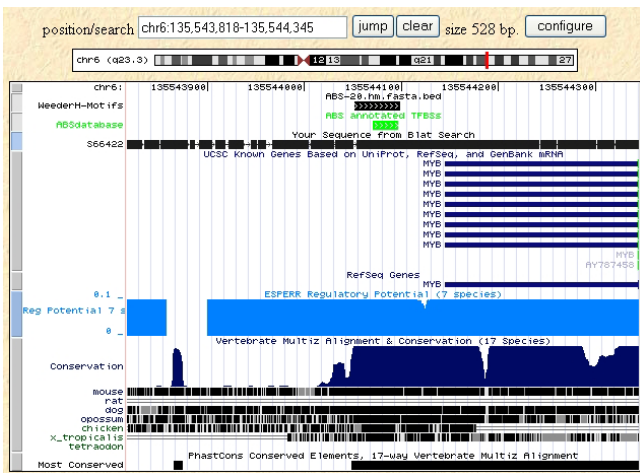 position/search chr6:135,543,818-135,544,345 jump clear size 528 bp. configure
chr6 (q23.3) 12 13 q21 27
chr6: 135543900| 135544000| 135544100| 135544200| 135544300|
ABS-20.hm.fasta.bed
WeederH-Motifs
ABS annotated TFBSs
ABSdatabase
Your Sequence from Blat Search
S66422
UCSC Known Genes Based on UniProt, RefSeq, and GenBank mRNA
MYB
MYB
MYB
MYB
MYB
MYB
MYB
MYB
MYB
AY787458
RefSeq Genes
MYB
ESPERR Regulatory Potential (7 species)
0.1 _
Reg Potential 7 s
0 _
Vertebrate Multiz Alignment & Conservation (17 Species)
Conservation
mouse
rat
dog
opossum
chicken
x_tropicalis
tetraodon
PhastCons Conserved Elements, 17-way Vertebrate Multiz Alignment
Most Conserved